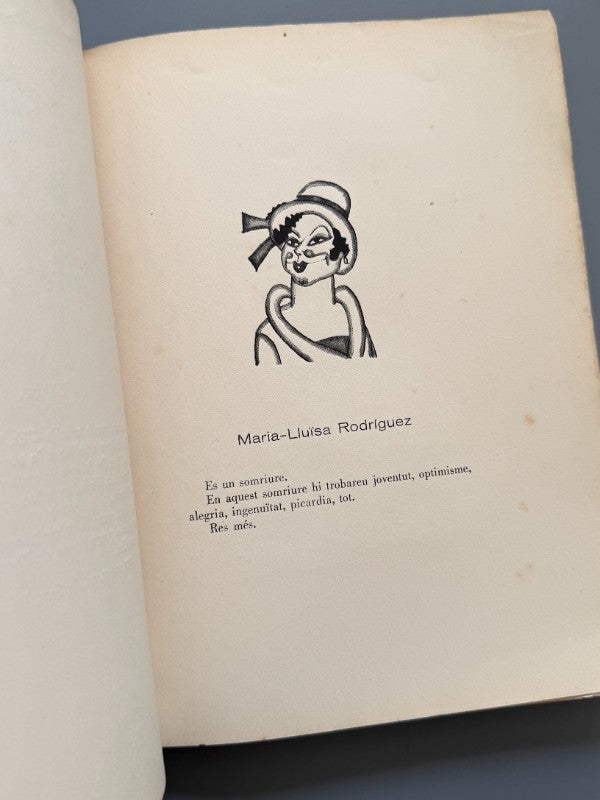 Maria-Lluïsa Rodríguez
Es un somriure.
En aquest somriure hi trobareu joventut, optimisme,
alegria, ingenuïtat, picardia, tot.
Res més.